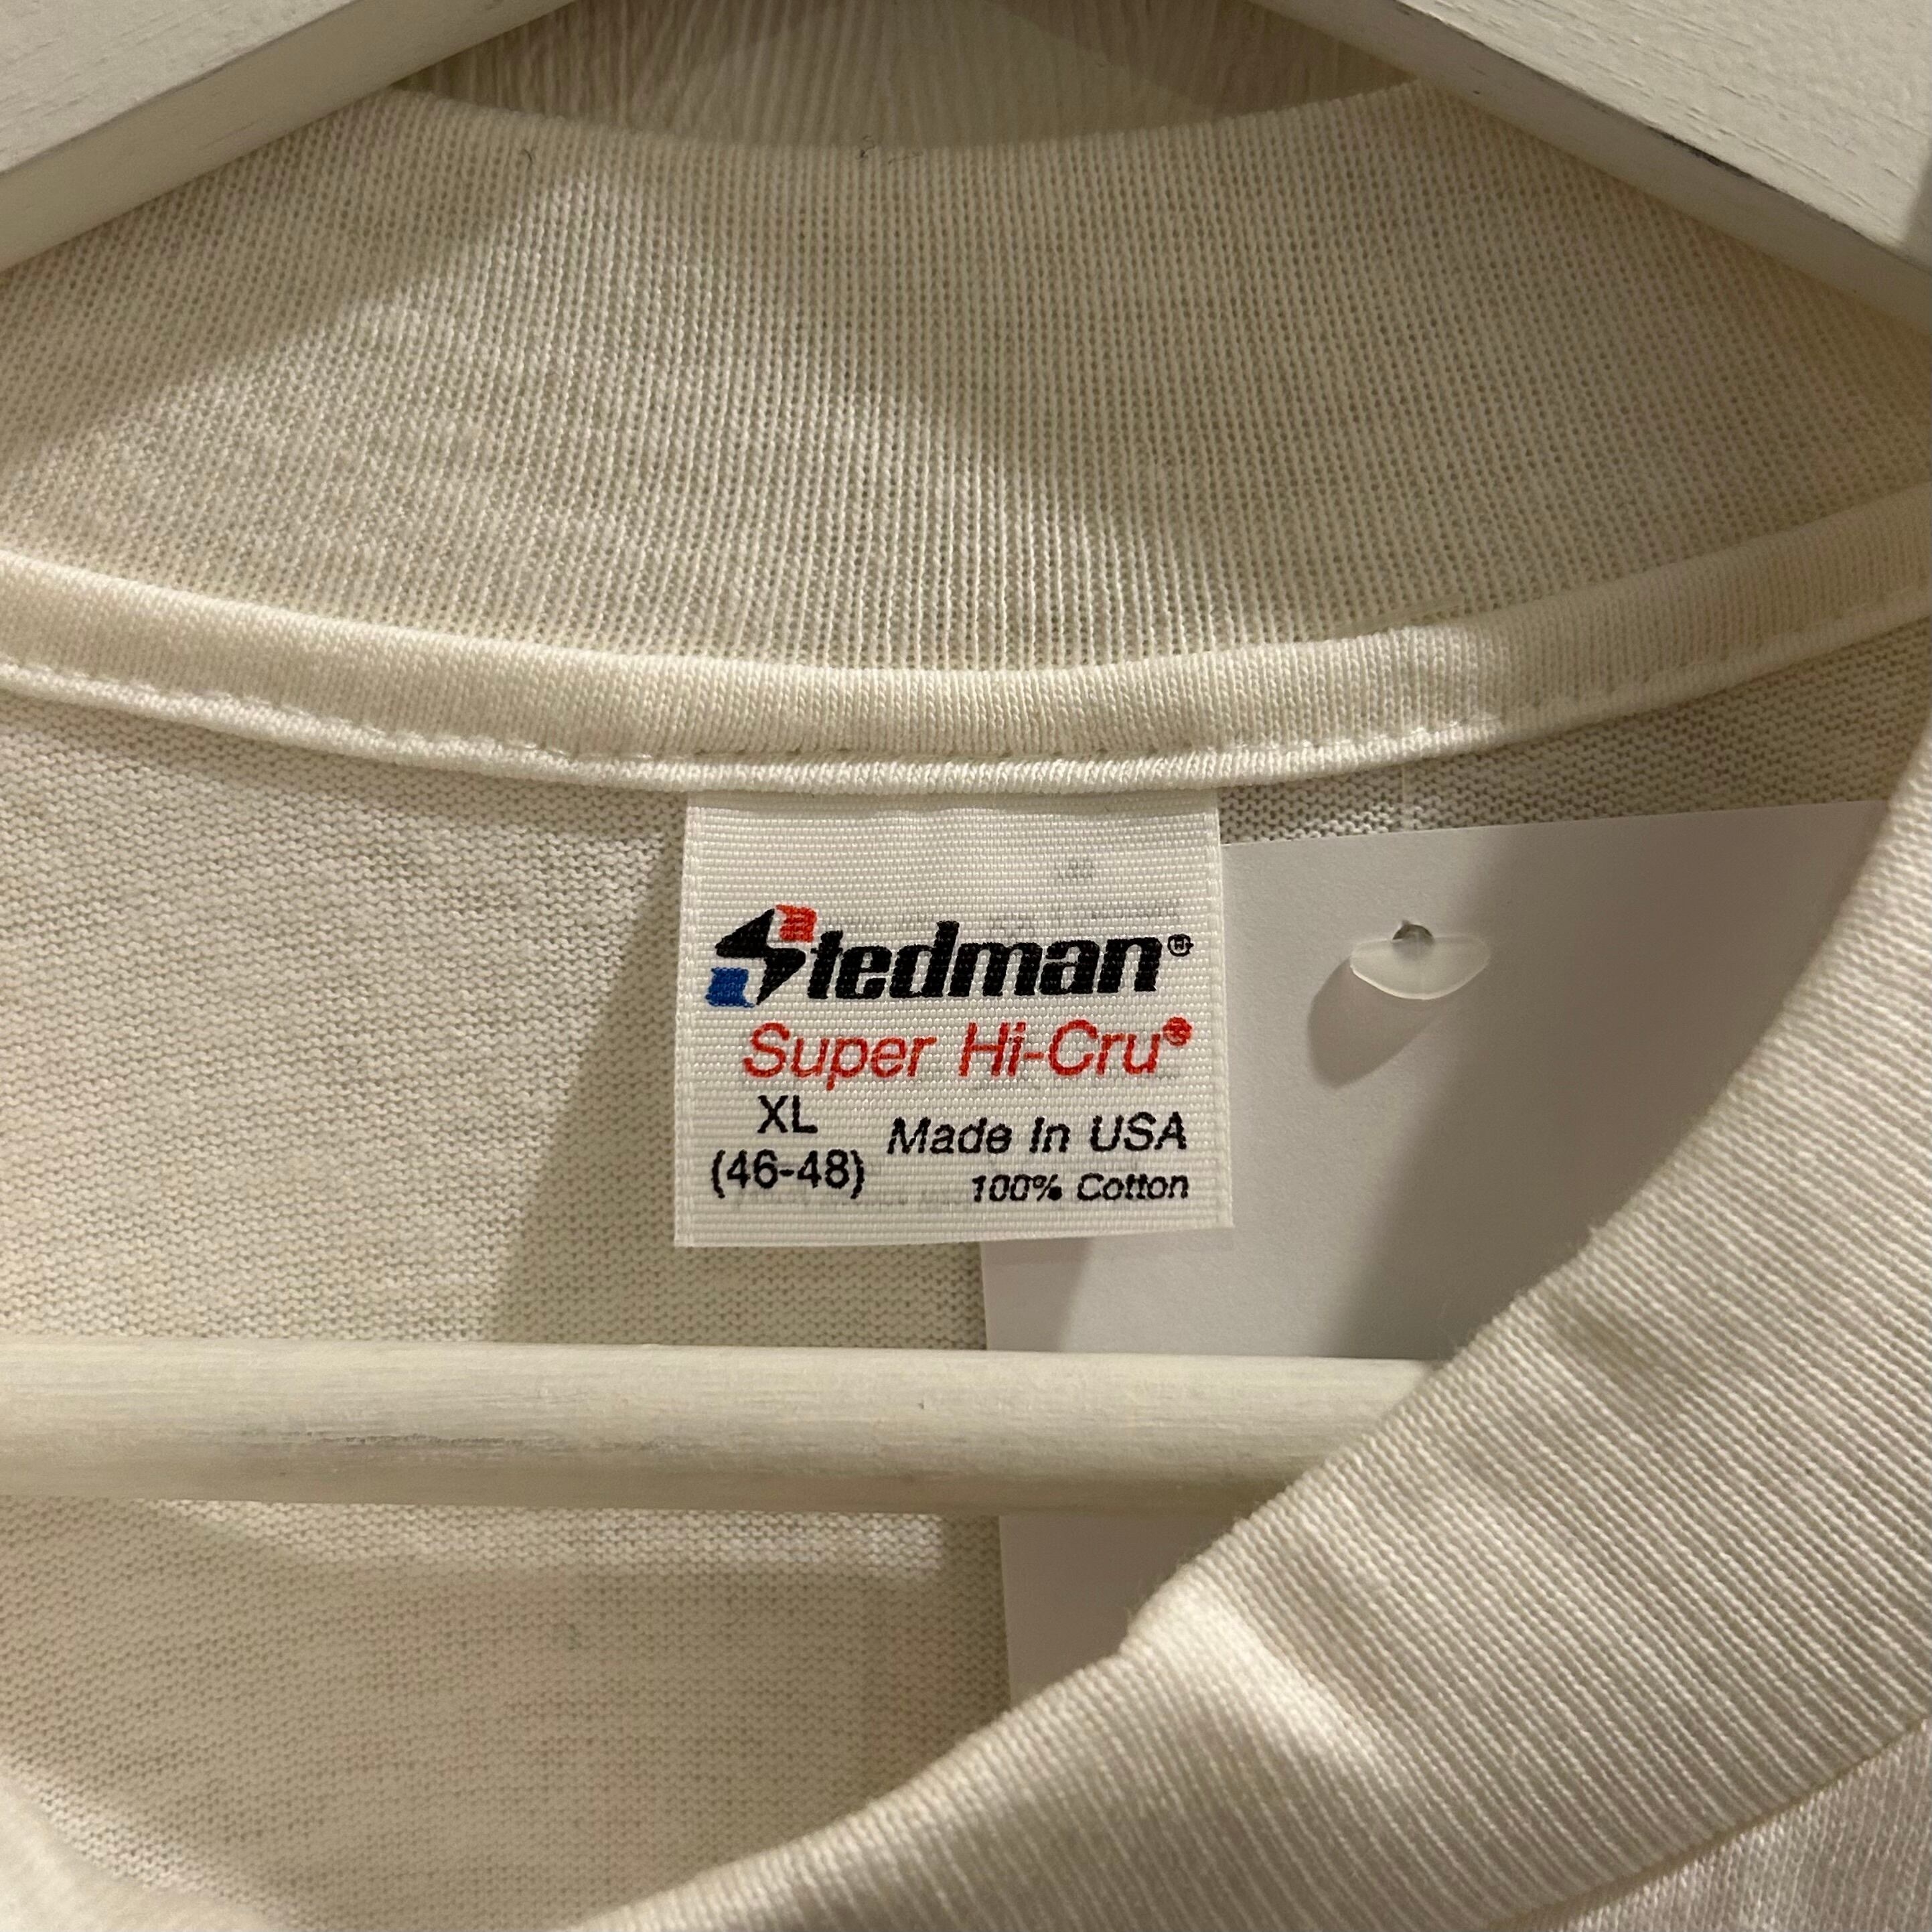 Stedman®
Super Hi-Cru®
XL
(46-48)
Made In USA
100% Cotton